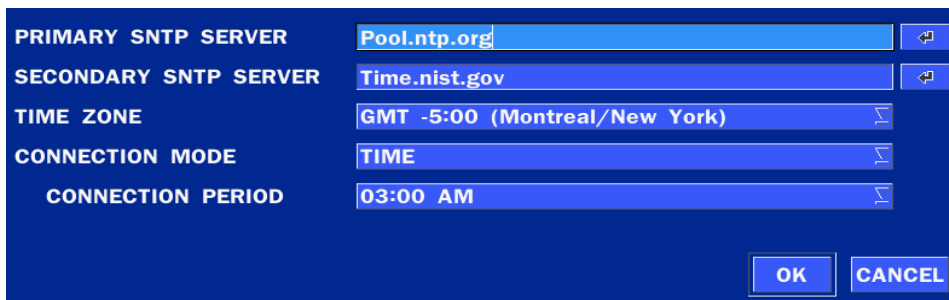 PRIMARY SNTP SERVER Pool.ntp.org
SECONDARY SNTP SERVER Time.nist.gov
TIME ZONE GMT -5:00 (Montreal/New York)
CONNECTION MODE TIME
CONNECTION PERIOD 03:00 AM
OK CANCEL